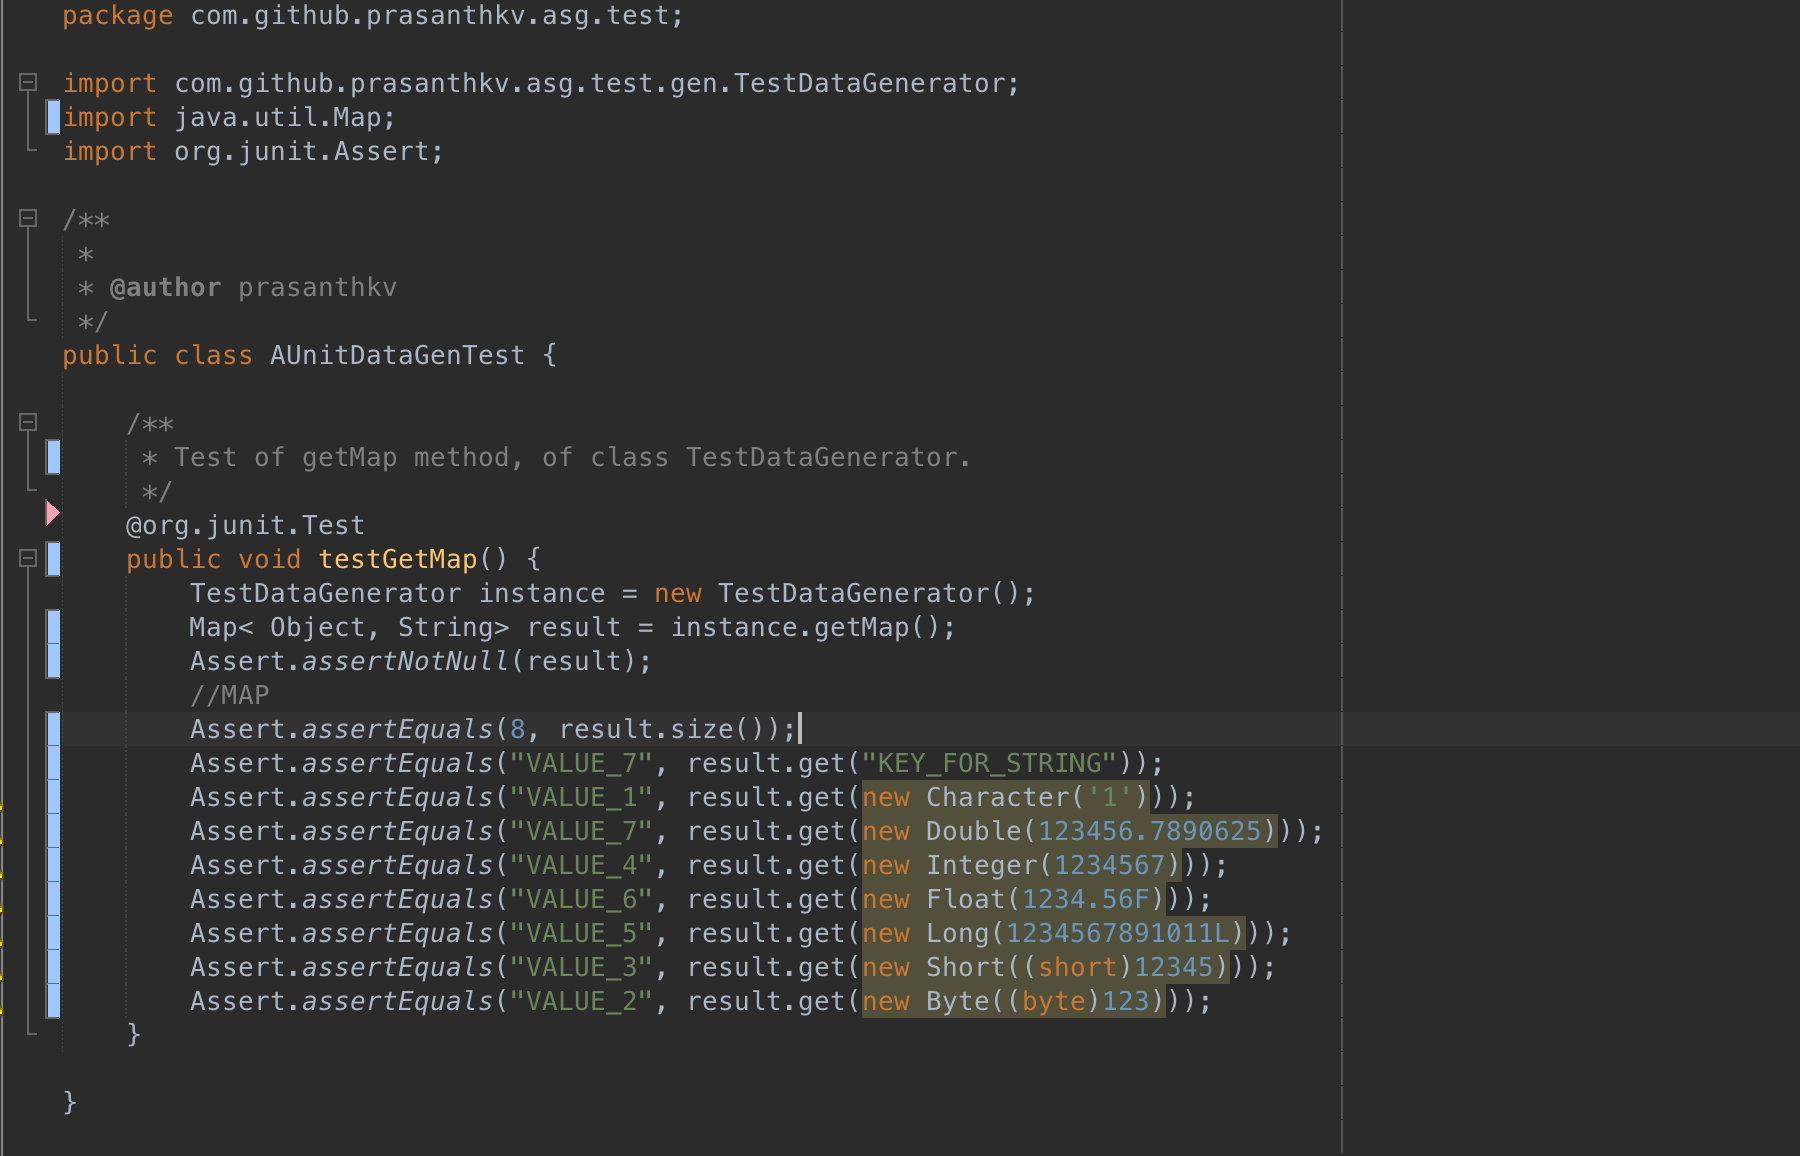 package com.github.prasanthkv.asg.test;
import com.github.prasanthkv.asg.test.gen.TestDataGenerator;
import java.util.Map;
import org.junit.Assert;
/**
 *
 * @author prasanthkv
 */
public class AUnitDataGenTest {
    /**
     * Test of getMap method, of class TestDataGenerator.
     */
    @org.junit.Test
    public void testGetMap() {
        TestDataGenerator instance = new TestDataGenerator();
        Map< Object, String> result = instance.getMap();
        Assert.assertNotNull(result);
        //MAP
        Assert.assertEquals(8, result.size());
        Assert.assertEquals("VALUE_7", result.get("KEY_FOR_STRING"));
        Assert.assertEquals("VALUE_1", result.get(new Character('1')));
        Assert.assertEquals("VALUE_7", result.get(new Double(123456.7890625)));
        Assert.assertEquals("VALUE_4", result.get(new Integer(1234567)));
        Assert.assertEquals("VALUE_6", result.get(new Float(1234.56F)));
        Assert.assertEquals("VALUE_5", result.get(new Long(1234567891011L)));
        Assert.assertEquals("VALUE_3", result.get(new Short((short)12345)));
        Assert.assertEquals("VALUE_2", result.get(new Byte((byte)123)));
    }
}